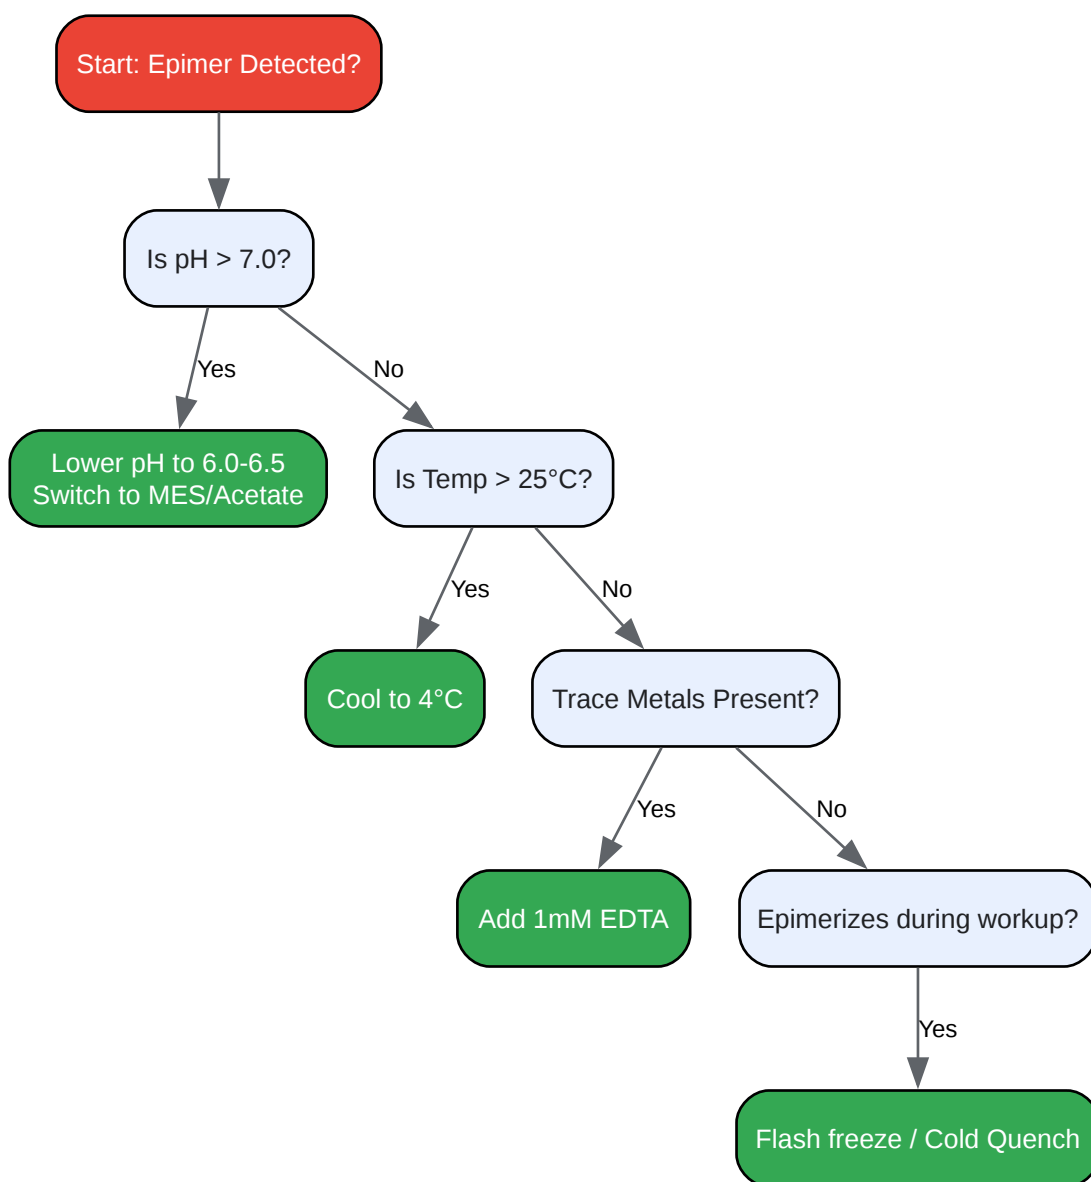 Start: Epimer Detected?
Is pH > 7.0?
Yes
No
Lower pH to 6.0-6.5
Switch to MES/Acetate
Is Temp > 25°C?
Yes
No
Cool to 4°C
Trace Metals Present?
Yes
No
Add 1mM EDTA
Epimerizes during workup?
Yes
Flash freeze / Cold Quench